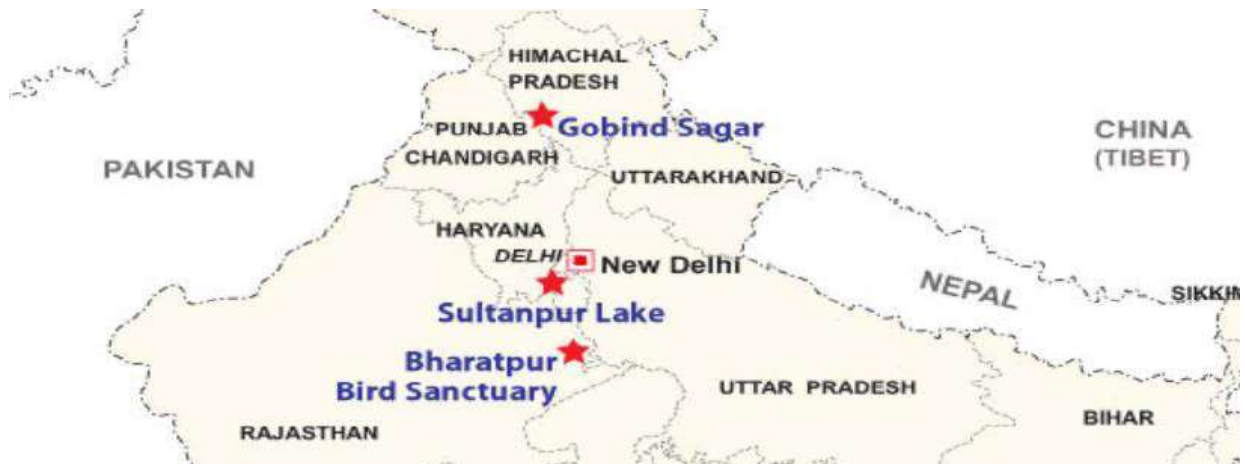 HIMACHAL
PRADESH
PUNJAB
Gobind Sagar
CHANDIGARH
CHINA
(TIBET)
PAKISTAN
UTTARAKHAND
HARYANA
DELHI
New Delhi
NEPAL
SIKKIM
Sultanpur Lake
Bharatpur
Bird Sanctuary
UTTAR PRADESH
BIHAR
RAJASTHAN